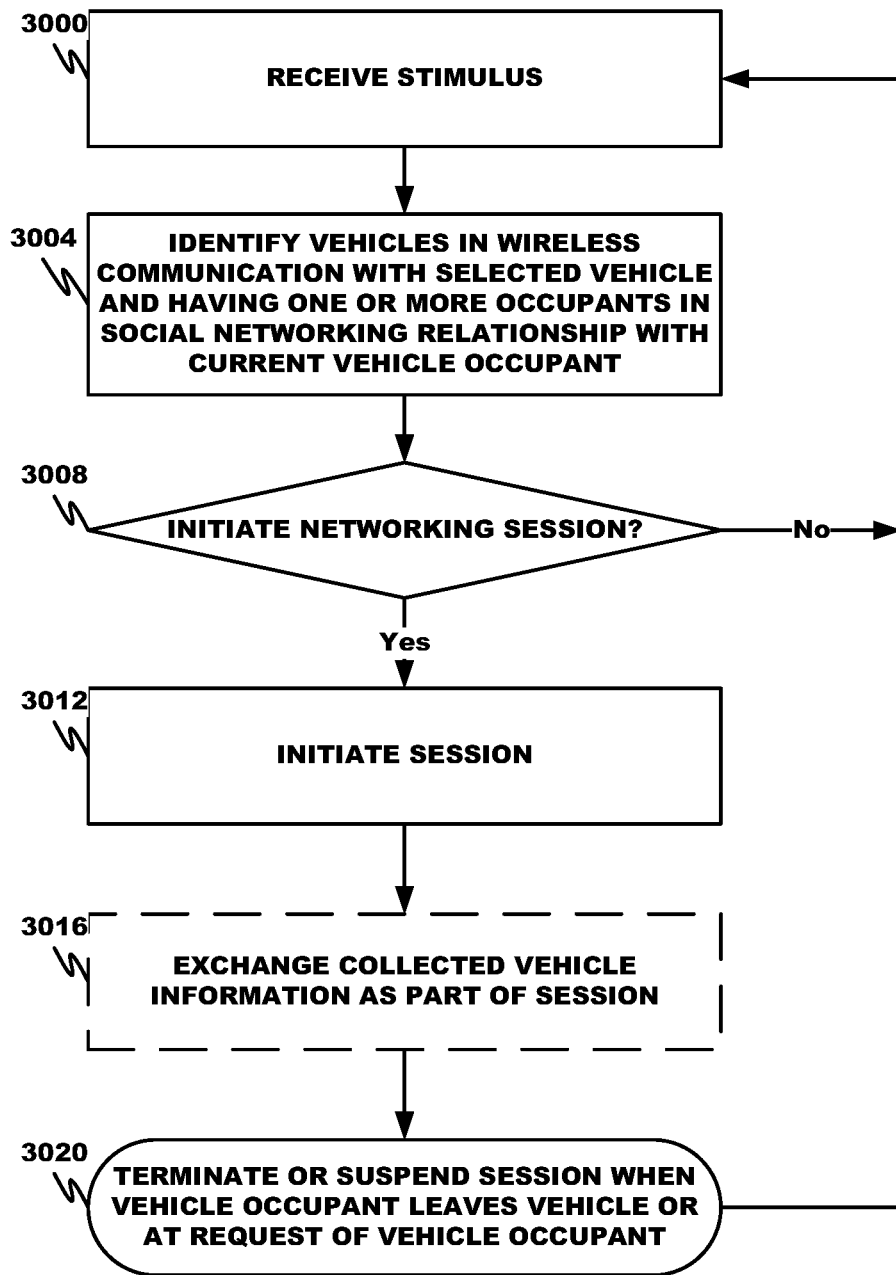 3000
RECEIVE STIMULUS
3004
IDENTIFY VEHICLES IN WIRELESS
COMMUNICATION WITH SELECTED VEHICLE
AND HAVING ONE OR MORE OCCUPANTS IN
SOCIAL NETWORKING RELATIONSHIP WITH
CURRENT VEHICLE OCCUPANT
3008
INITIATE NETWORKING SESSION?
No
Yes
3012
INITIATE SESSION
3016
EXCHANGE COLLECTED VEHICLE
INFORMATION AS PART OF SESSION
3020
TERMINATE OR SUSPEND SESSION WHEN
VEHICLE OCCUPANT LEAVES VEHICLE OR
AT REQUEST OF VEHICLE OCCUPANT